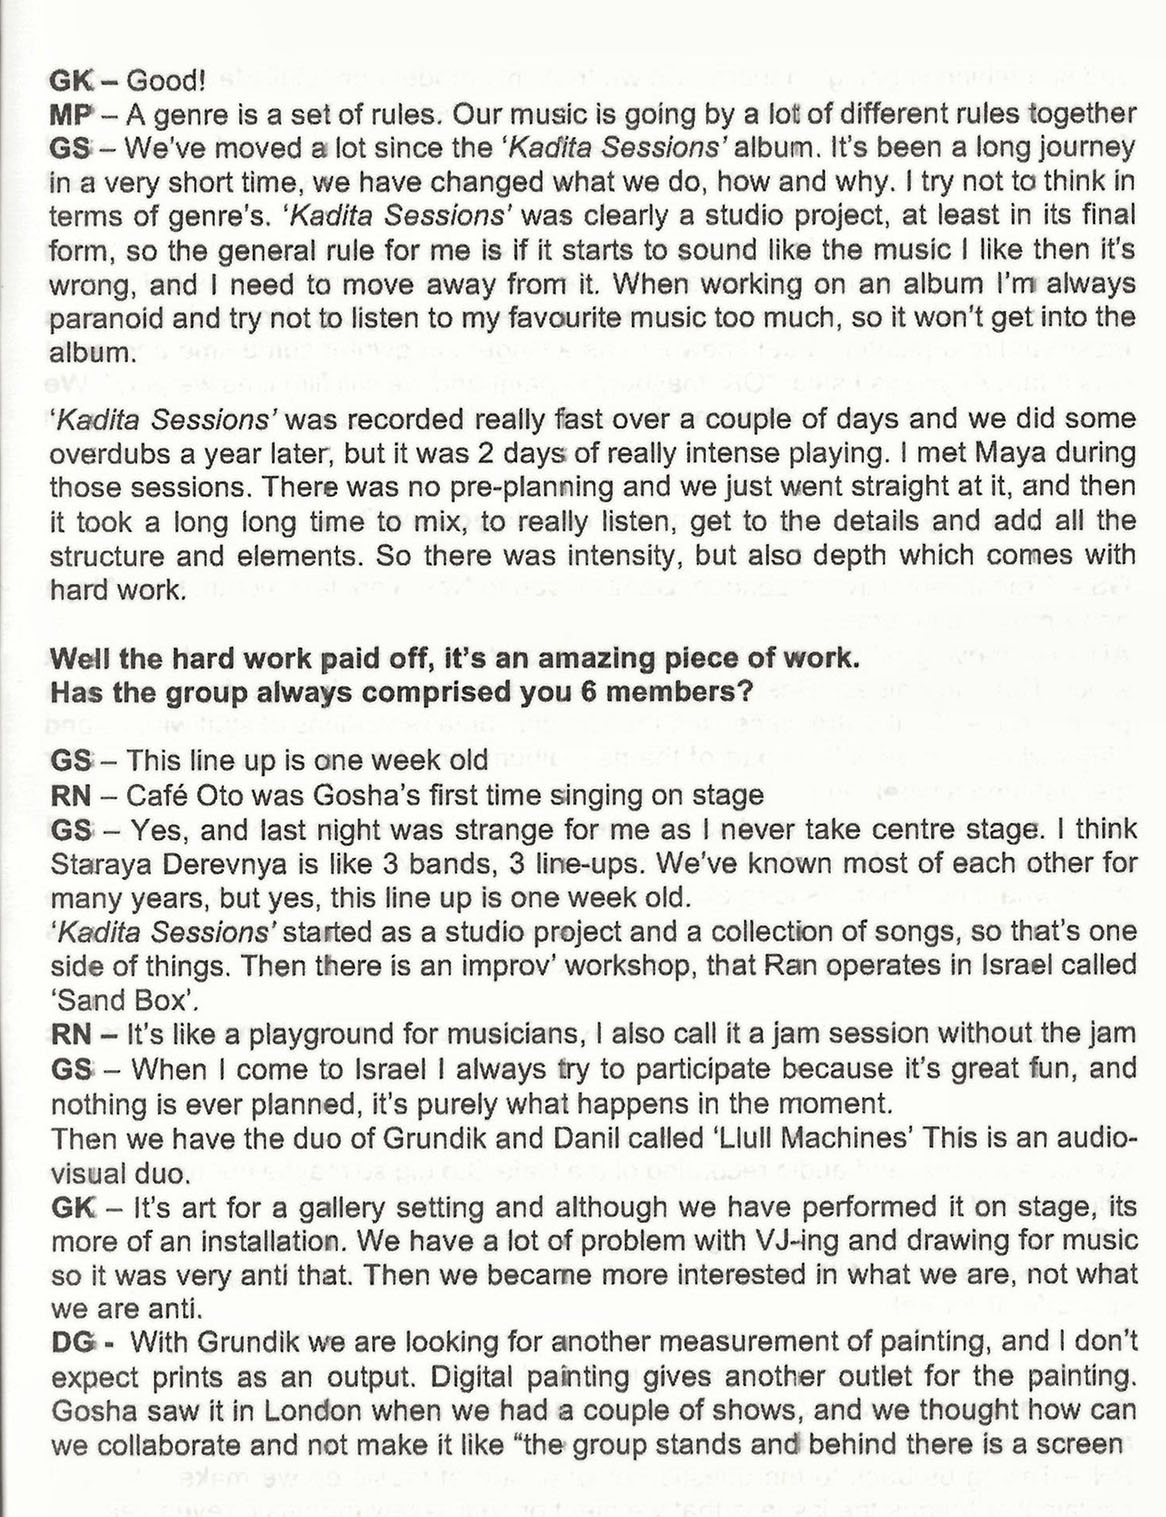 GK – Good!
MP – A genre is a set of rules. Our music is going by a lot of different rules together
GS – We've moved a lot since the ‘Kadita Sessions’ album. It's been a long journey
in a very short time, we have changed what we do, how and why. I try not to think in
terms of genre's. ‘Kadita Sessions’ was clearly a studio project, at least in its final
form, so the general rule for me is if it starts to sound like the music I like then it's
wrong, and I need to move away from it. When working on an album I'm always
paranoid and try not to listen to my favourite music too much, so it won't get into the
album.
‘Kadita Sessions’ was recorded really fast over a couple of days and we did some
overdubs a year later, but it was 2 days of really intense playing. I met Maya during
those sessions. There was no pre-planning and we just went straight at it, and then
it took a long long time to mix, to really listen, get to the details and add all the
structure and elements. So there was intensity, but also depth which comes with
hard work.
Well the hard work paid off, it's an amazing piece of work.
Has the group always comprised you 6 members?
GS – This line up is one week old
RN – Café Oto was Gosha's first time singing on stage
GS – Yes, and last night was strange for me as I never take centre stage. I think
Staraya Derevnya is like 3 bands, 3 line-ups. We've known most of each other for
many years, but yes, this line up is one week old.
‘Kadita Sessions’ started as a studio project and a collection of songs, so that's one
side of things. Then there is an improv’ workshop, that Ran operates in Israel called
‘Sand Box’.
RN – It's like a playground for musicians, I also call it a jam session without the jam
GS – When I come to Israel I always try to participate because it's great fun, and
nothing is ever planned, it's purely what happens in the moment.
Then we have the duo of Grundik and Danil called ‘Llull Machines’ This is an audio-
visual duo.
GK – It's art for a gallery setting and although we have performed it on stage, its
more of an installation. We have a lot of problem with VJ-ing and drawing for music
so it was very anti that. Then we became more interested in what we are, not what
we are anti.
DG - With Grundik we are looking for another measurement of painting, and I don't
expect prints as an output. Digital painting gives another outlet for the painting.
Gosha saw it in London when we had a couple of shows, and we thought how can
we collaborate and not make it like “the group stands and behind there is a screen